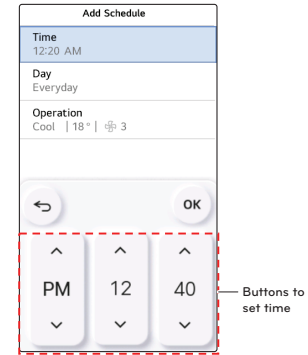 Add Schedule
Time
12:20 AM
Day
Everyday
Operation
Cool | 18° | 3
OK
PM 12 40
Buttons to
set time